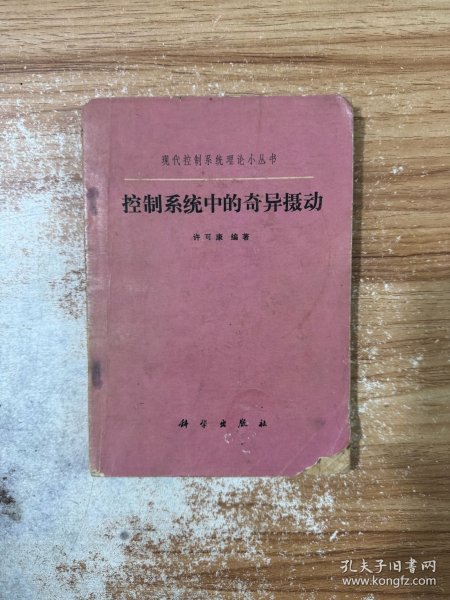 现代控制系统理论小丛书
控制系统中的奇异摄动
许可康 编著
科学出版社
孔夫子旧书网
www.kongfz.com